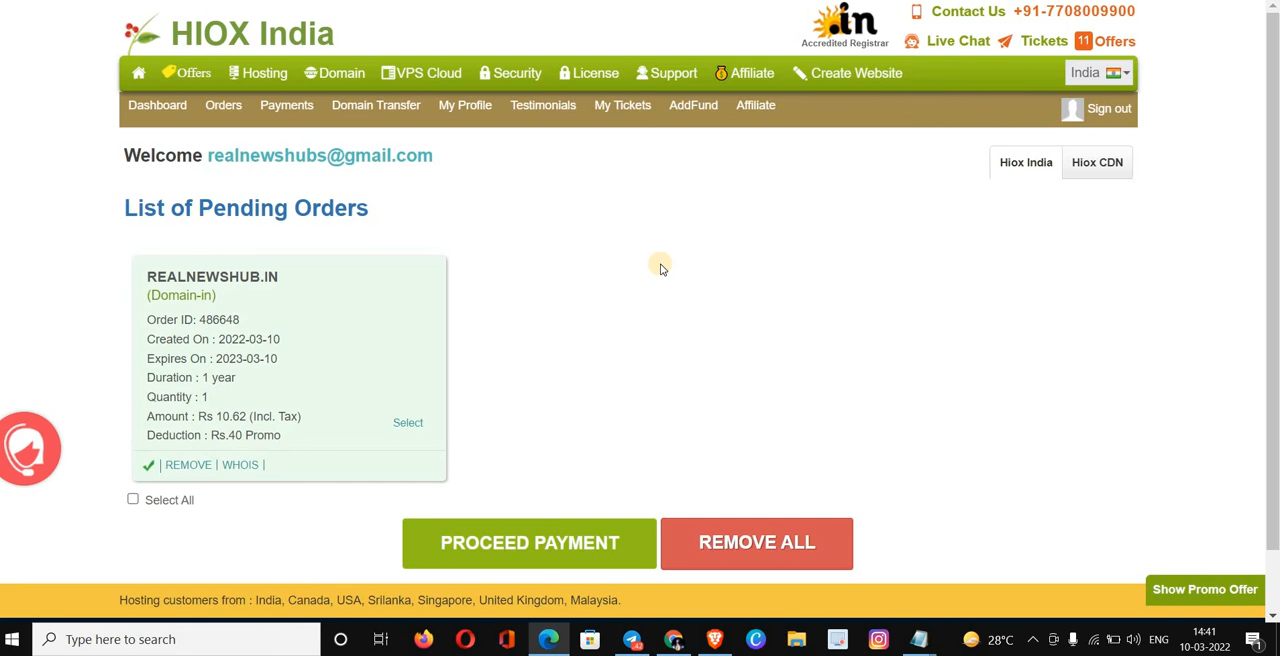 HIOX India
.in
Accredited Registrar
Contact Us +91-7708009900
Live Chat Tickets 11 Offers
Offers Hosting Domain VPS Cloud Security License Support Affiliate Create Website India
Dashboard Orders Payments Domain Transfer My Profile Testimonials My Tickets AddFund Affiliate Sign out
Welcome realnewshubs@gmail.com
Hiox India Hiox CDN
List of Pending Orders
REALNEWSHUB.IN
(Domain-in)
Order ID: 486648
Created On : 2022-03-10
Expires On : 2023-03-10
Duration : 1 year
Quantity : 1
Amount : Rs 10.62 (Incl. Tax)
Select
Deduction : Rs.40 Promo
| REMOVE | WHOIS |
Select All
PROCEED PAYMENT REMOVE ALL
Show Promo Offer
Hosting customers from : India, Canada, USA, Srilanka, Singapore, United Kingdom, Malaysia.
Type here to search
42
28°C
ENG
14:41
10-03-2022
1